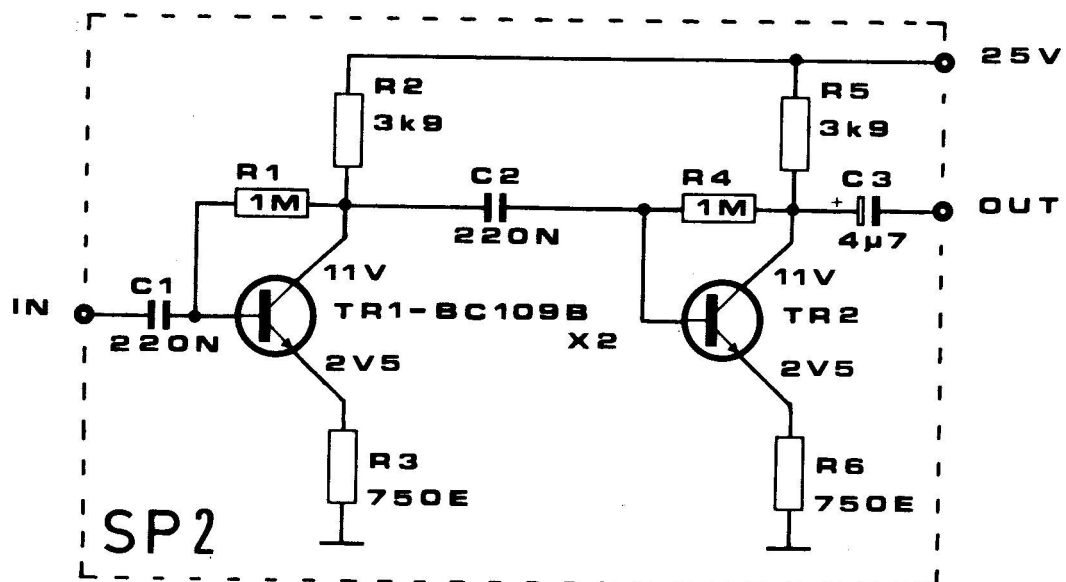 25V
R2
3k9
R5
3k9
R1
1M
C2
220N
R4
1M
C3
+
4µ7
OUT
IN
C1
220N
11V
TR1-BC109B
X2
2V5
11V
TR2
2V5
R3
750E
R6
750E
SP2